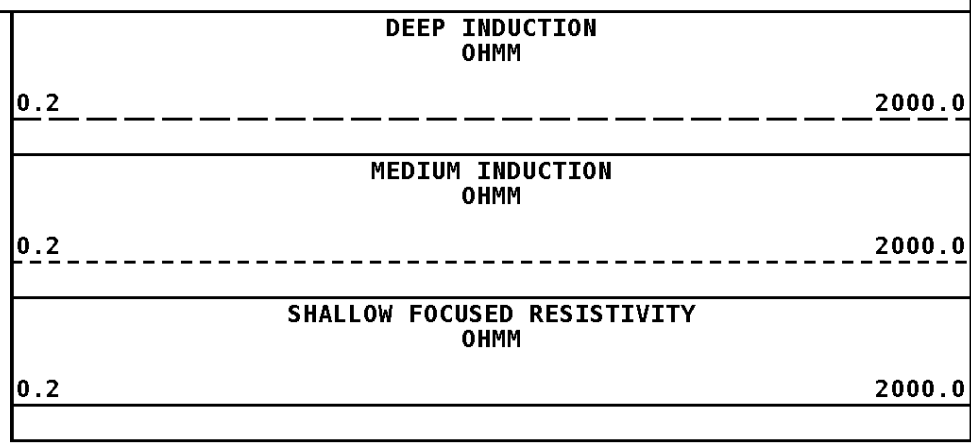 DEEP INDUCTION
OHMM
0.2 2000.0
MEDIUM INDUCTION
OHMM
0.2 2000.0
SHALLOW FOCUSED RESISTIVITY
OHMM
0.2 2000.0